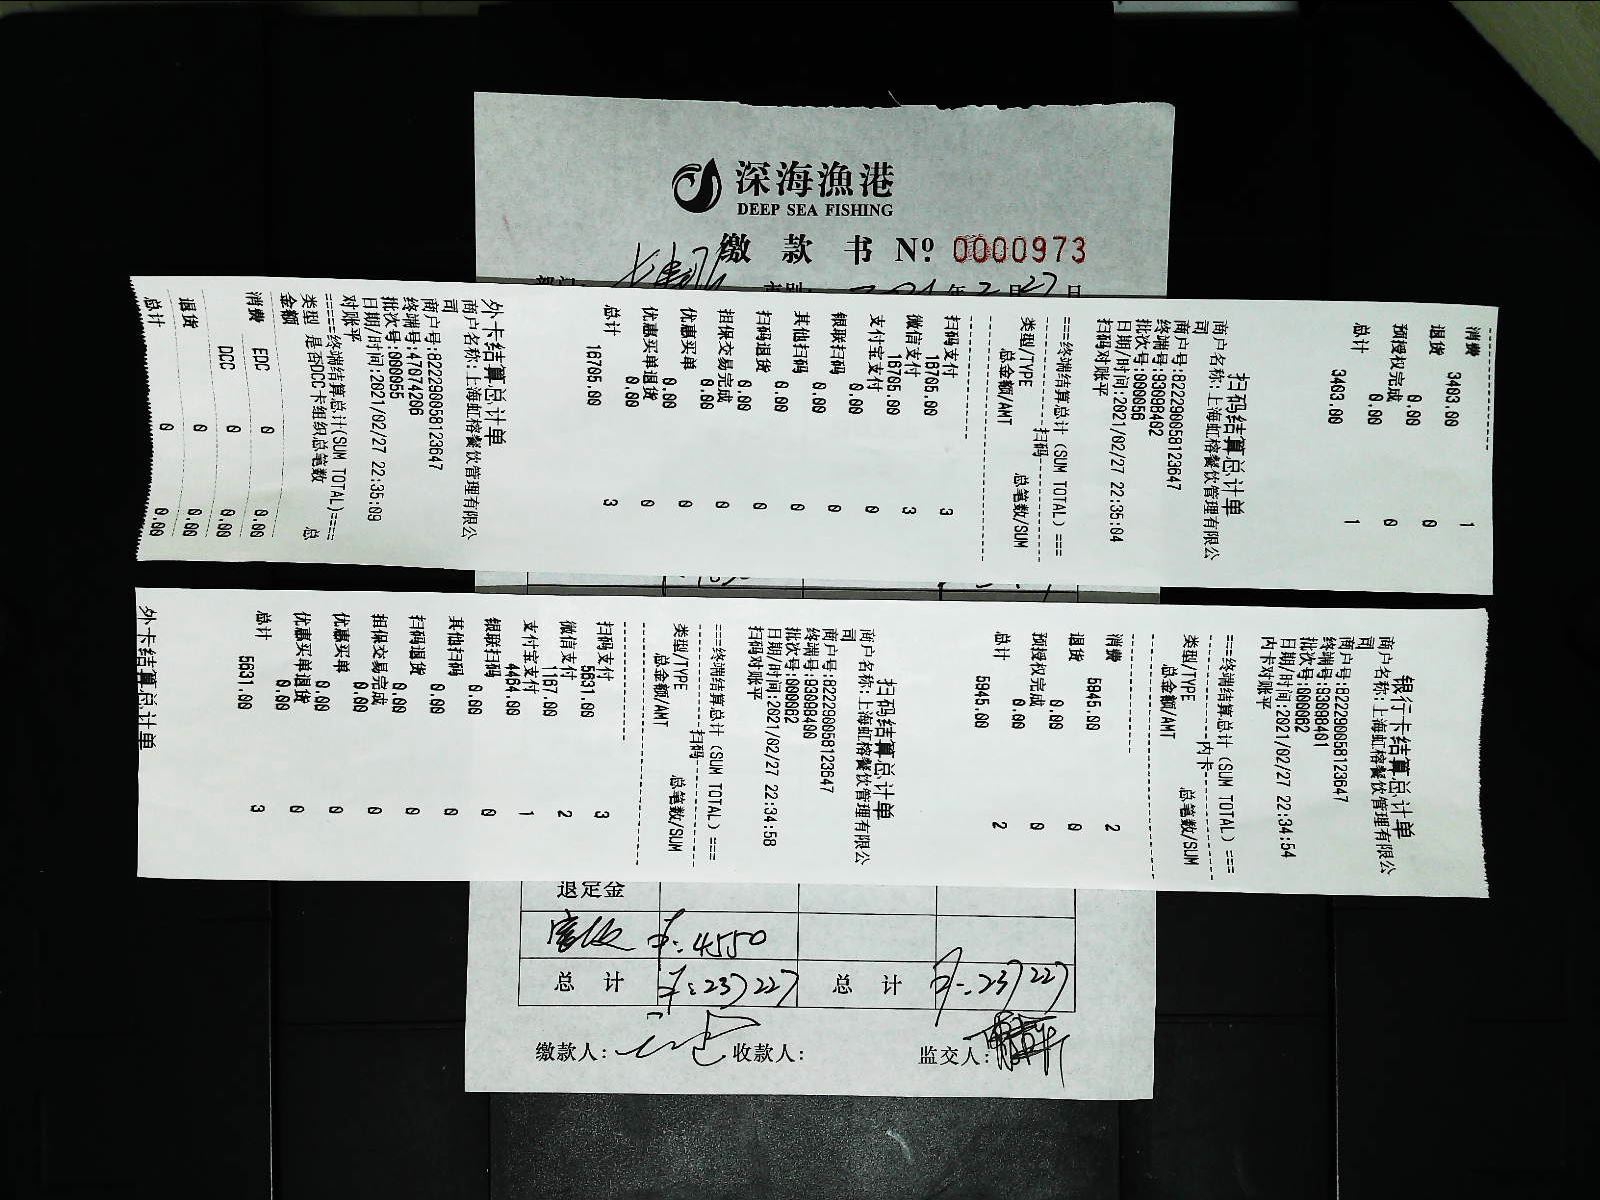 深海漁港
DEEP SEA FISHING
缴款书 Nº 0000973
年2月27日
消费
3403.00 1
退货
0.00 0
预授权完成
0.00 0
总计
3403.00 1
扫码结算总计单
商户名称:上海虹榕餐饮管理有限公
司
商户号:822290058123647
终端号:93098402
批次号:000056
日期/时间:2021/02/27 22:35:04
扫码对账平
===终端结算总计(SUM TOTAL)===
扫码
类型/TYPE 总笔数/SUM
总金额/AMT
扫码支付
16705.00 3
微信支付
16705.00 3
支付宝支付
0.00 0
银联扫码
0.00 0
其他扫码
0.00 0
扫码退货
0.00 0
担保交易完成
0.00 0
优惠买单
0.00 0
优惠买单退货
0.00 0
总计
16705.00 3
外卡结算总计单
商户名称:上海虹榕餐饮管理有限公
司
商户号:822290058123647
终端号:47074206
批次号:000055
日期/时间:2021/02/27 22:35:09
对账平
====终端结算总计(SUM TOTAL)====
类型 是否DCC卡组织总笔数 总
金额
消费 EDC 0 0.00
DCC 0 0.00
退货 0 0.00
总计 0 0.00
银行卡结算总计单
商户名称:上海虹榕餐饮管理有限公
司
商户号:822290058123647
终端号:93098401
批次号:000062
日期/时间:2021/02/27 22:34:54
内卡对账平
===终端结算总计(SUM TOTAL)===
内卡
类型/TYPE 总笔数/SUM
总金额/AMT
消费
5945.00 2
退货
0.00 0
预授权完成
0.00 0
总计
5945.00 2
扫码结算总计单
商户名称:上海虹榕餐饮管理有限公
司
商户号:822290058123647
终端号:93098400
批次号:000062
日期/时间:2021/02/27 22:34:58
扫码对账平
===终端结算总计(SUM TOTAL)===
扫码
类型/TYPE 总笔数/SUM
总金额/AMT
扫码支付
5631.00 3
微信支付
1167.00 2
支付宝支付
4464.00 1
银联扫码
0.00 0
其他扫码
0.00 0
扫码退货
0.00 0
担保交易完成
0.00 0
优惠买单
0.00 0
优惠买单退货
0.00 0
总计
5631.00 3
外卡结算总计单
退定金
¥:4550
总计 ¥:237227 总计 ¥:237227
缴款人: 收款人: 监交人: